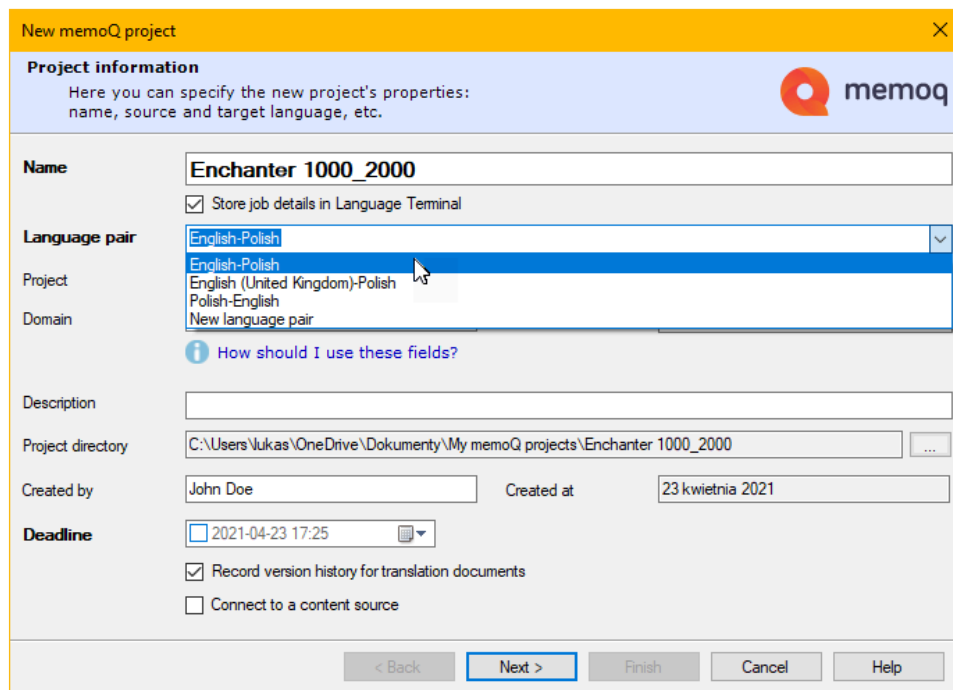 New memoQ project
Project information
Here you can specify the new project's properties:
name, source and target language, etc.
memoq
Name
Enchanter 1000_2000
Store job details in Language Terminal
Language pair
English-Polish
English-Polish
Project
English (United Kingdom)-Polish
Polish-English
Domain
New language pair
How should I use these fields?
Description
Project directory
C:\Users\lukas\OneDrive\Dokumenty\My memoQ projects\Enchanter 1000_2000
...
Created by
John Doe
Created at
23 kwietnia 2021
Deadline
2021-04-23 17:25
Record version history for translation documents
Connect to a content source
< Back
Next >
Finish
Cancel
Help